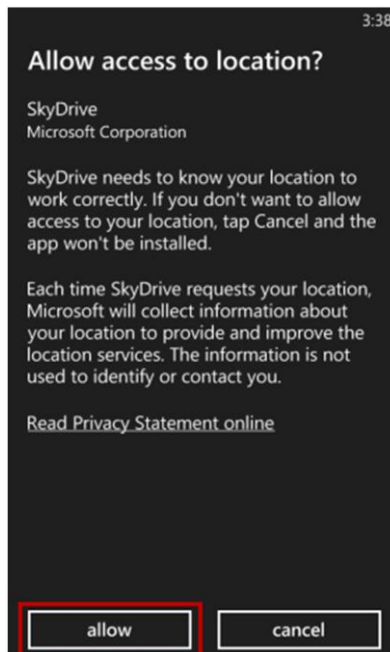 3:38
Allow access to location?
SkyDrive
Microsoft Corporation
SkyDrive needs to know your location to
work correctly. If you don't want to allow
access to your location, tap Cancel and the
app won't be installed.
Each time SkyDrive requests your location,
Microsoft will collect information about
your location to provide and improve the
location services. The information is not
used to identify or contact you.
Read Privacy Statement online
allow
cancel